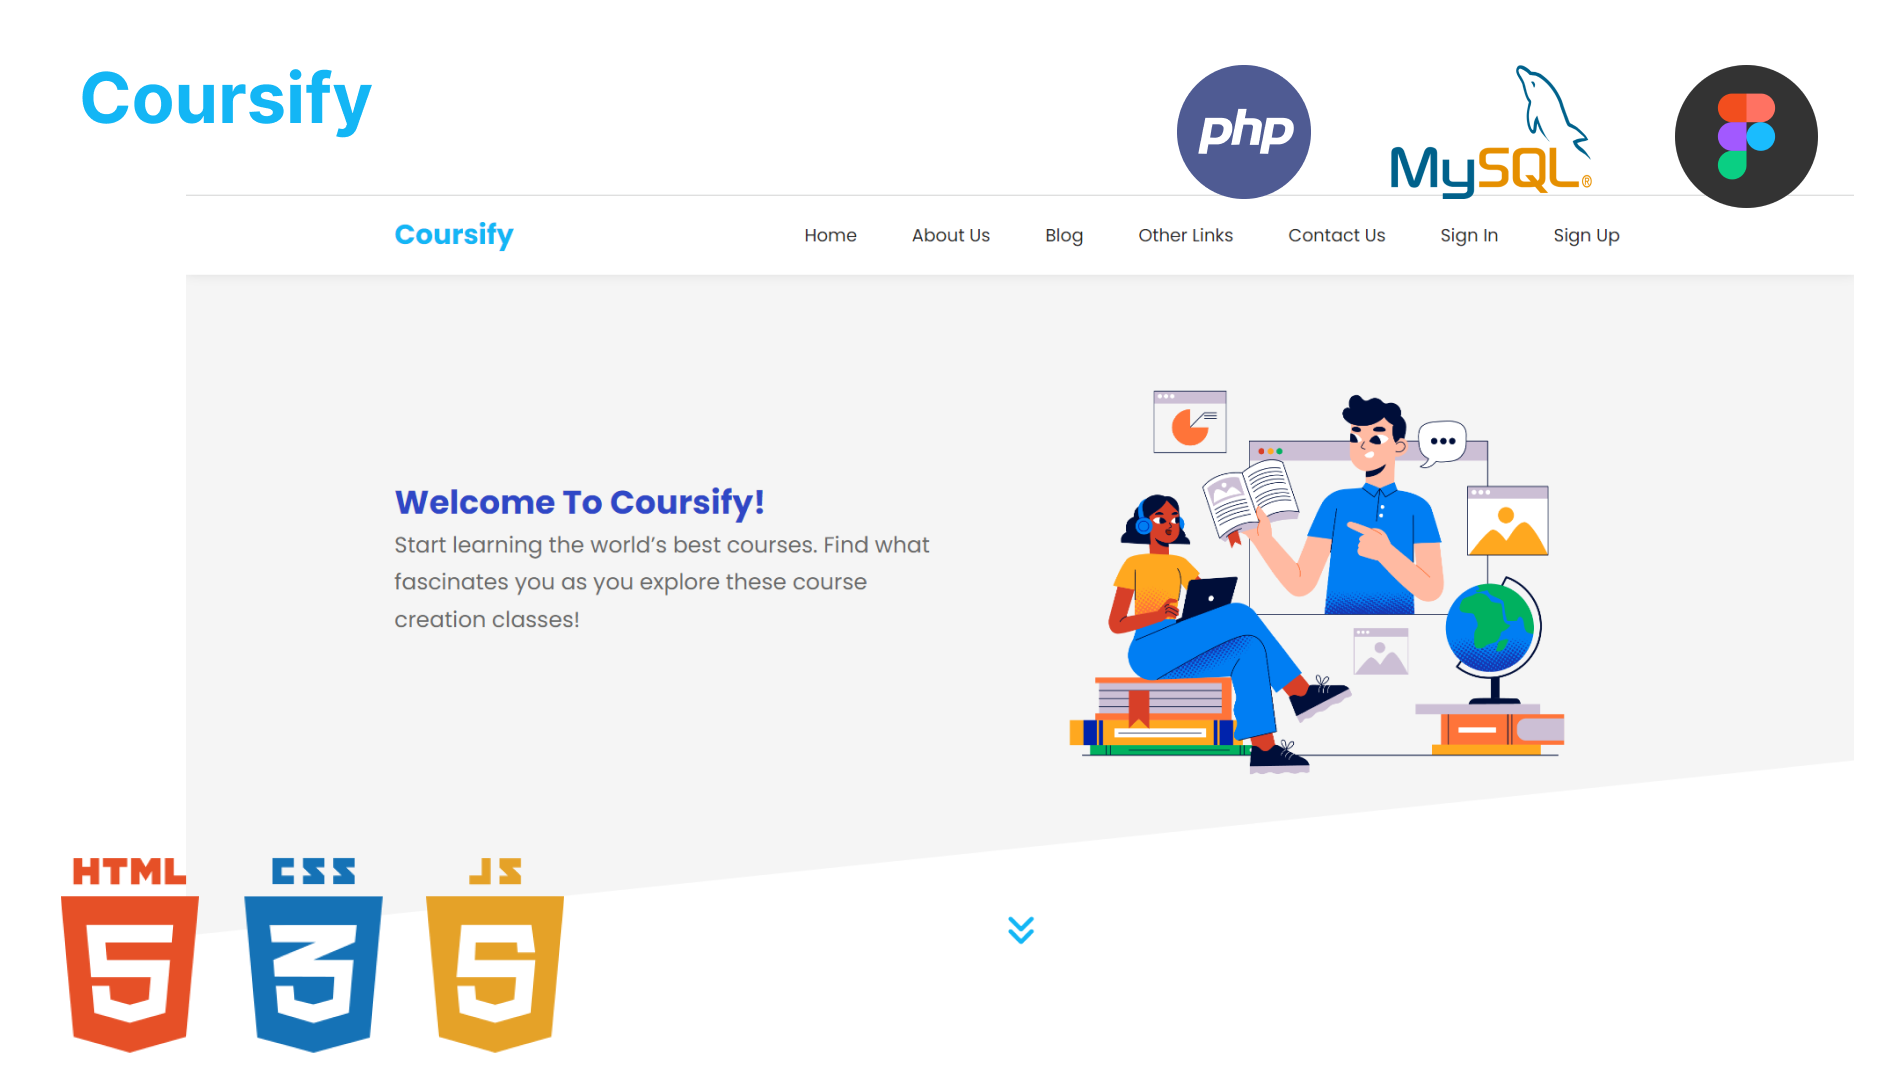 Coursify
php
MySQL®
Coursify
Home
About Us
Blog
Other Links
Contact Us
Sign In
Sign Up
Welcome To Coursify!
Start learning the world's best courses. Find what
fascinates you as you explore these course
creation classes!
HTML
CSS
JS
5
3